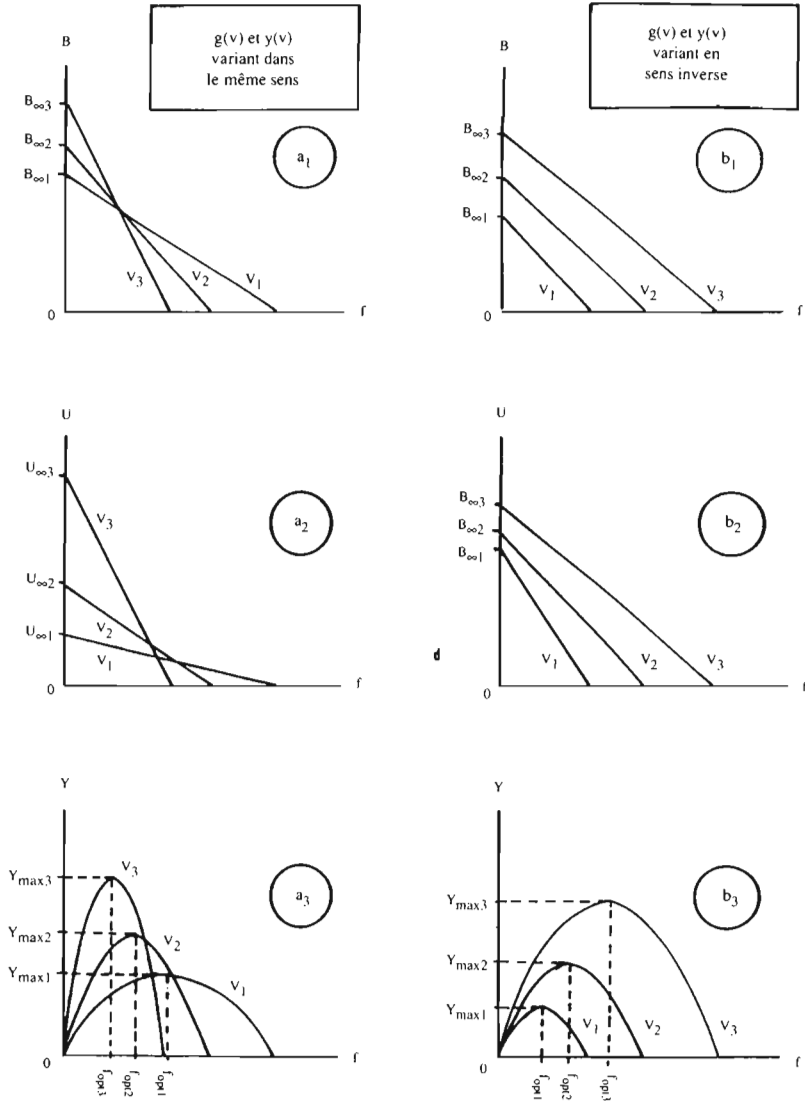 g(v) et y(v)
variant dans
le même sens
B
B∞3
B∞2
B∞1
a1
V3
V2
V1
0
f
g(v) et y(v)
variant en
sens inverse
B
B∞3
B∞2
B∞1
b1
V1
V2
V3
0
f
U
U∞3
U∞2
U∞1
a2
V3
V2
V1
0
f
U
B∞3
B∞2
B∞1
b2
d
V1
V2
V3
0
f
Y
Ymax3
Ymax2
Ymax1
a3
V3
V2
V1
0
f
fopt3
fopt2
fopt1
Y
Ymax3
Ymax2
Ymax1
b3
V1
V2
V3
0
f
fopt1
fopt2
fopt3